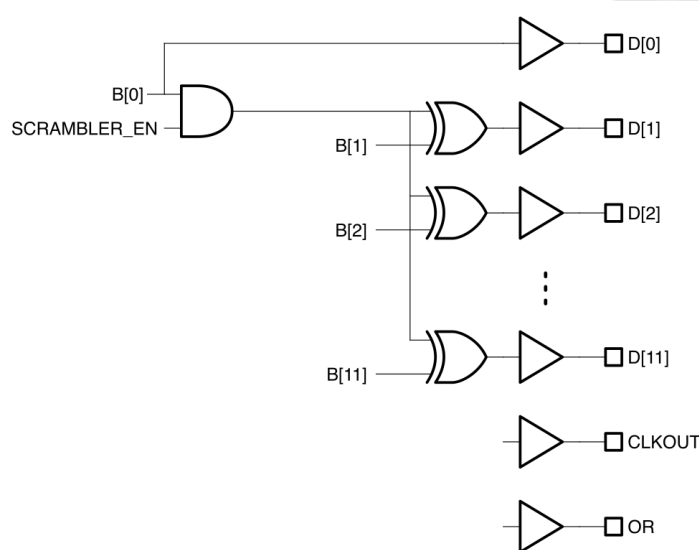 D[0]
B[0]
SCRAMBLER_EN
D[1]
B[1]
D[2]
B[2]
D[11]
B[11]
CLKOUT
OR